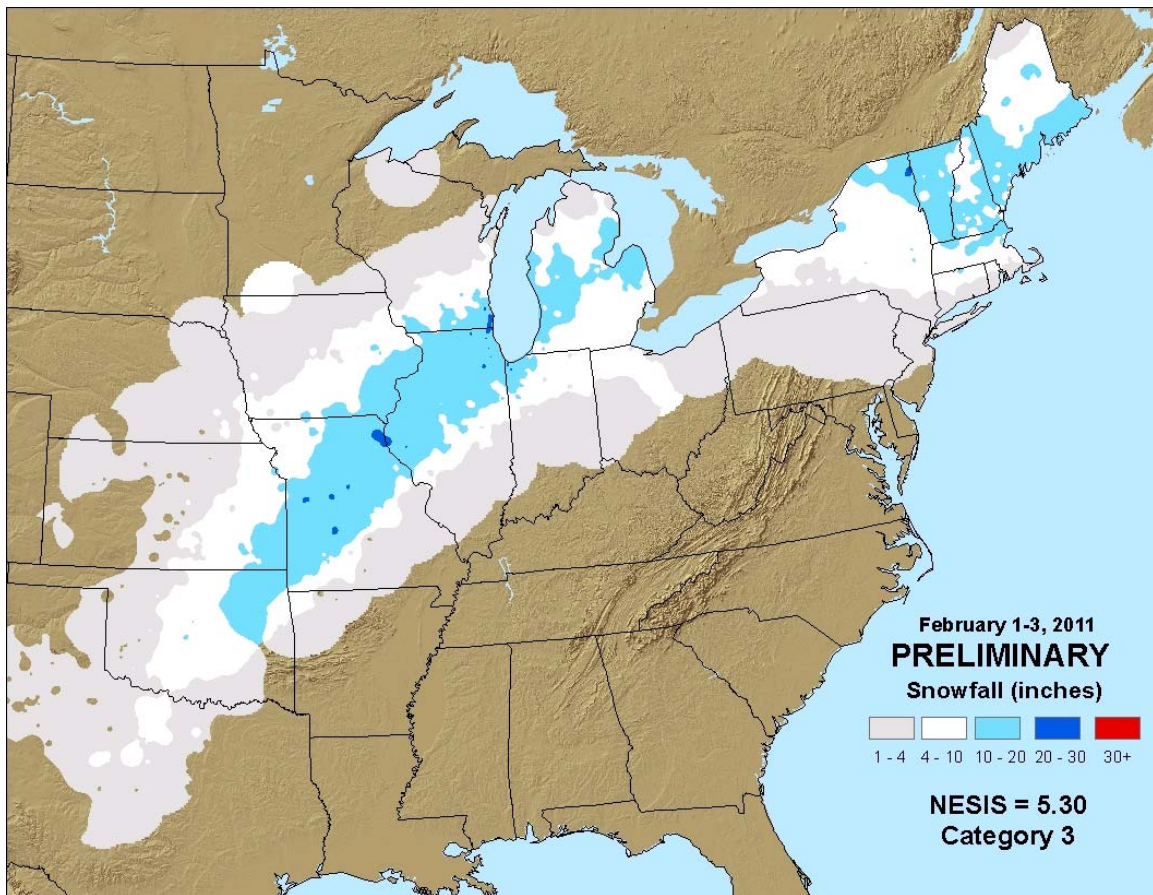 February 1-3, 2011
PRELIMINARY
Snowfall (inches)
1 - 4 4 - 10 10 - 20 20 - 30 30+
NESIS = 5.30
Category 3